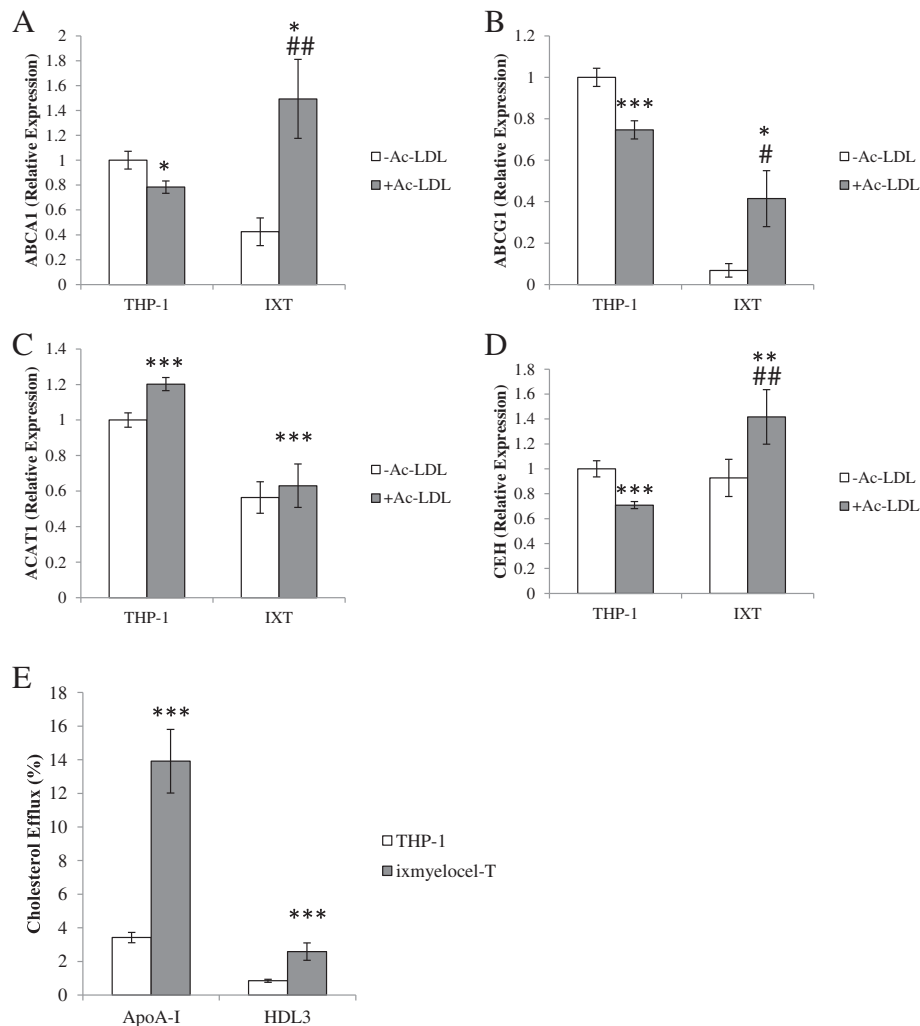 A
ABCA1 (Relative Expression)
2
1.8
1.6
1.4
1.2
1
0.8
0.6
0.4
0.2
0
*
*
##
THP-1 IXT
-Ac-LDL
+Ac-LDL
B
ABCG1 (Relative Expression)
1.2
1
0.8
0.6
0.4
0.2
0
***
*
#
THP-1 IXT
-Ac-LDL
+Ac-LDL
C
ACAT1 (Relative Expression)
1.4
1.2
1
0.8
0.6
0.4
0.2
0
***
***
THP-1 IXT
-Ac-LDL
+Ac-LDL
D
CEH (Relative Expression)
1.8
1.6
1.4
1.2
1
0.8
0.6
0.4
0.2
0
***
**
##
THP-1 IXT
-Ac-LDL
+Ac-LDL
E
Cholesterol Efflux (%)
18
16
14
12
10
8
6
4
2
0
***
***
ApoA-I HDL3
THP-1
ixmyelocel-T